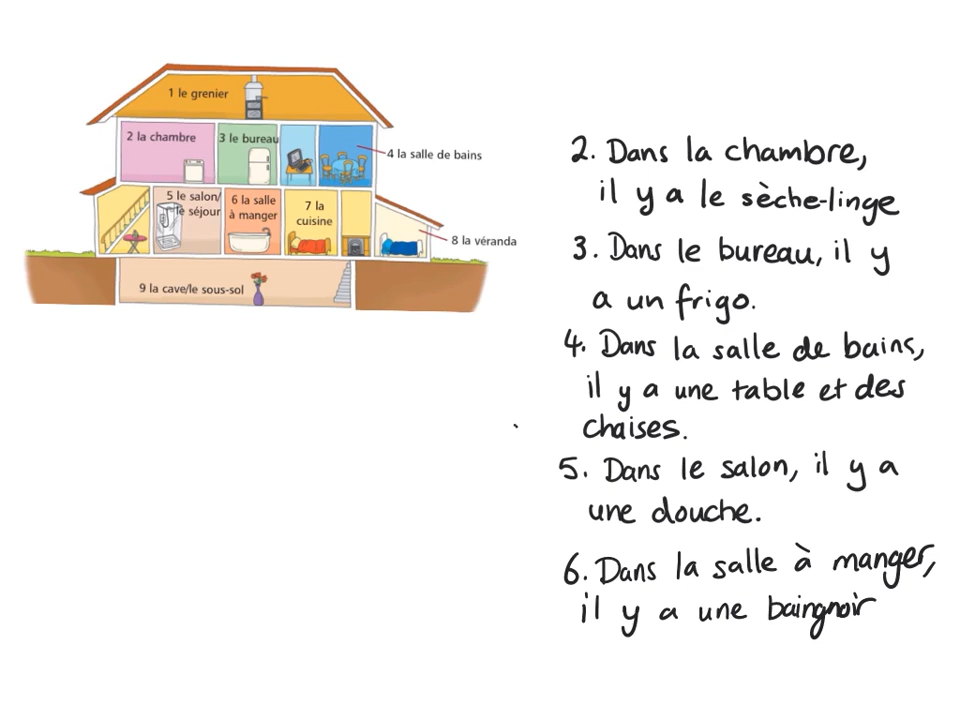 1 le grenier
2 la chambre
3 le bureau
4 la salle de bains
5 le salon/
le séjour
6 la salle
à manger
7 la
cuisine
8 la véranda
9 la cave/le sous-sol
2. Dans la chambre,
il y a le sèche-linge
3. Dans le bureau, il y
a un frigo.
4. Dans la salle de bains,
il y a une table et des
chaises.
5. Dans le salon, il y a
une douche.
6. Dans la salle à manger,
il y a une baingnoir